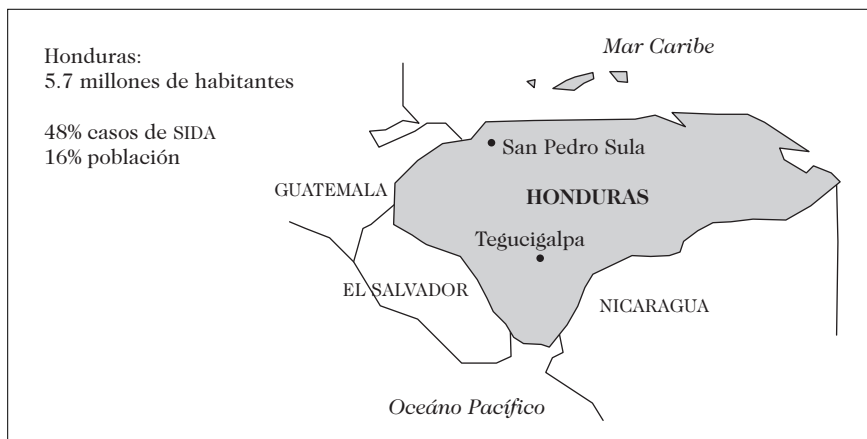 Honduras:
5.7 millones de habitantes
48% casos de SIDA
16% población
Mar Caribe
San Pedro Sula
GUATEMALA
HONDURAS
Tegucigalpa
EL SALVADOR
NICARAGUA
Oceáno Pacífico